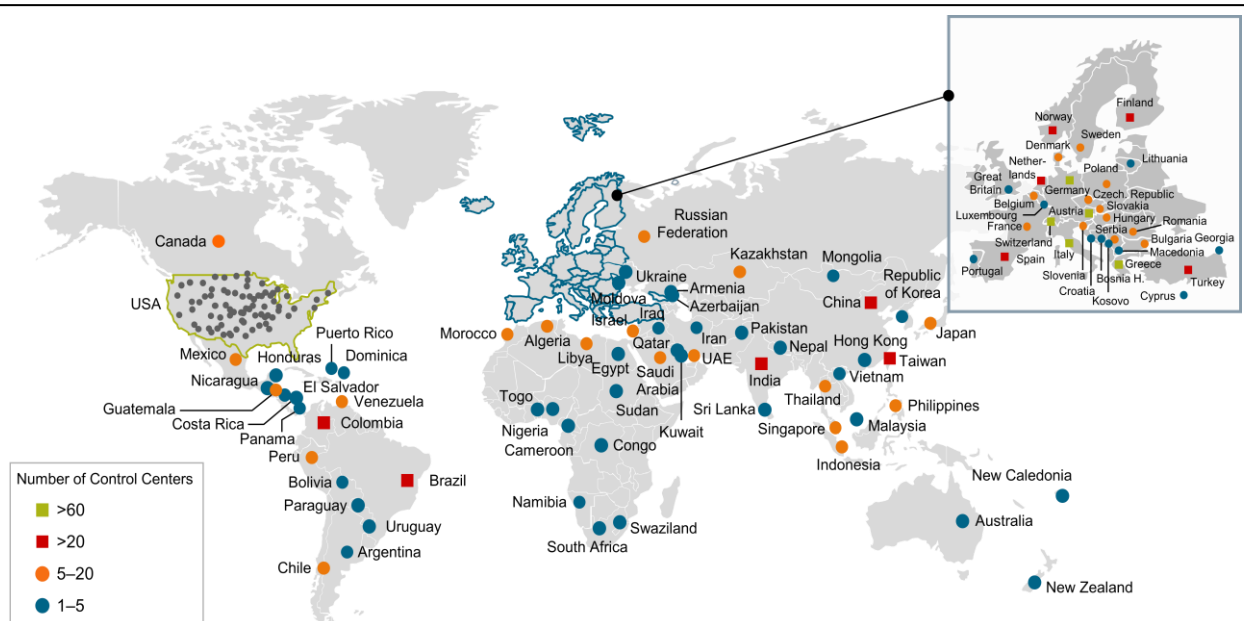 Canada
USA
Mexico
Honduras
Puerto Rico
Dominica
Nicaragua
El Salvador
Guatemala
Venezuela
Costa Rica
Panama
Colombia
Peru
Bolivia
Brazil
Paraguay
Uruguay
Argentina
Chile
Number of Control Centers
>60
>20
5–20
1–5
Russian
Federation
Kazakhstan
Mongolia
Ukraine
Moldova
Armenia
Azerbaijan
Republic
of Korea
China
Japan
Morocco
Algeria
Israel
Iraq
Libya
Qatar
Iran
Pakistan
Nepal
Hong Kong
Taiwan
Egypt
Saudi
Arabia
UAE
India
Vietnam
Thailand
Togo
Sudan
Kuwait
Sri Lanka
Philippines
Nigeria
Cameroon
Congo
Singapore
Malaysia
Indonesia
Namibia
Swaziland
South Africa
New Caledonia
Australia
New Zealand
Finland
Norway
Sweden
Denmark
Nether-
lands
Poland
Lithuania
Great
Britain
Germany
Czech. Republic
Belgium
Slovakia
Luxembourg
Austria
Hungary
Romania
France
Serbia
Switzerland
Italy
Bulgaria
Georgia
Macedonia
Portugal
Spain
Slovenia
Greece
Croatia
Bosnia H.
Kosovo
Turkey
Cyprus